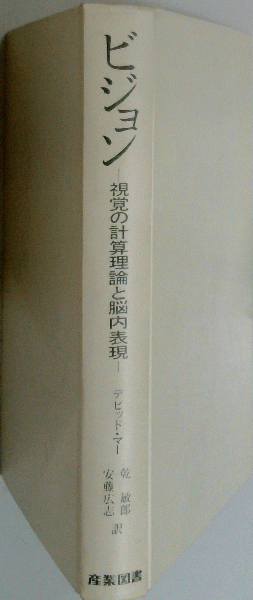 ビジョン
―視覚の計算理論と脳内表現―
デビッド・マー
乾 敏郎
安藤広志
訳
産業図書